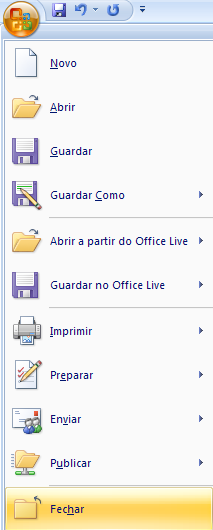 Novo
Abrir
Guardar
Guardar Como
Abrir a partir do Office Live
Guardar no Office Live
Imprimir
Preparar
Enviar
Publicar
Fechar